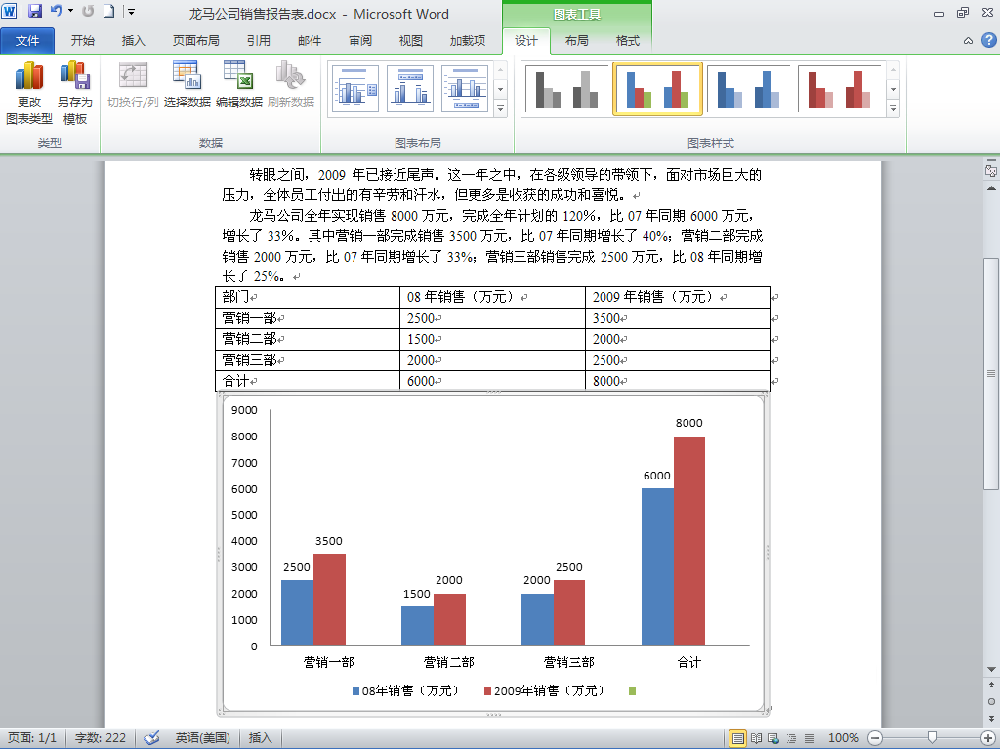 龙马公司销售报告表.docx - Microsoft Word
图表工具
文件 开始 插入 页面布局 引用 邮件 审阅 视图 加载项 设计 布局 格式
更改图表类型 另存为模板 切换行/列 选择数据 编辑数据 刷新数据
类型 数据 图表布局 图表样式
转眼之间，2009 年已接近尾声。这一年之中，在各级领导的带领下，面对市场巨大的
压力，全体员工付出的有辛劳和汗水，但更多是收获的成功和喜悦。
龙马公司全年实现销售 8000 万元，完成全年计划的 120%，比 07 年同期 6000 万元，
增长了 33%。其中营销一部完成销售 3500 万元，比 07 年同期增长了 40%；营销二部完成
销售 2000 万元，比 07 年同期增长了 33%；营销三部销售完成 2500 万元，比 08 年同期增
长了 25%。
部门 08 年销售（万元） 2009 年销售（万元）
营销一部 2500 3500
营销二部 1500 2000
营销三部 2000 2500
合计 6000 8000
9000
8000
7000
6000
5000
4000
3000
2000
1000
0
2500 3500 1500 2000 2000 2500 6000 8000
营销一部 营销二部 营销三部 合计
08年销售（万元） 2009年销售（万元）
页面: 1/1 字数: 222 英语(美国) 插入 100%